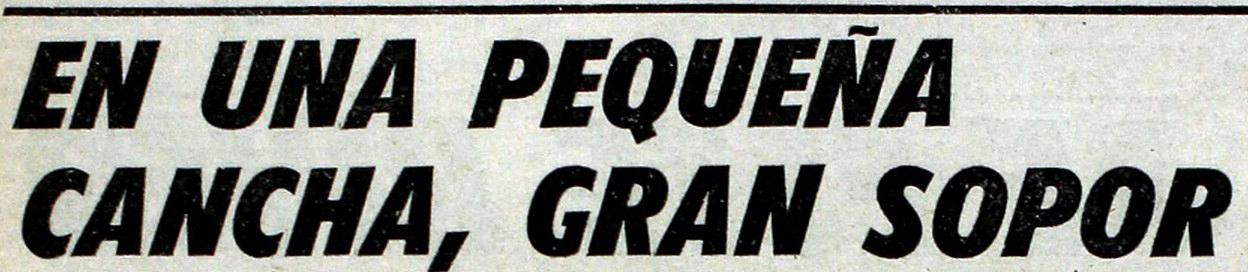 EN UNA PEQUEÑA
CANCHA, GRAN SOPOR